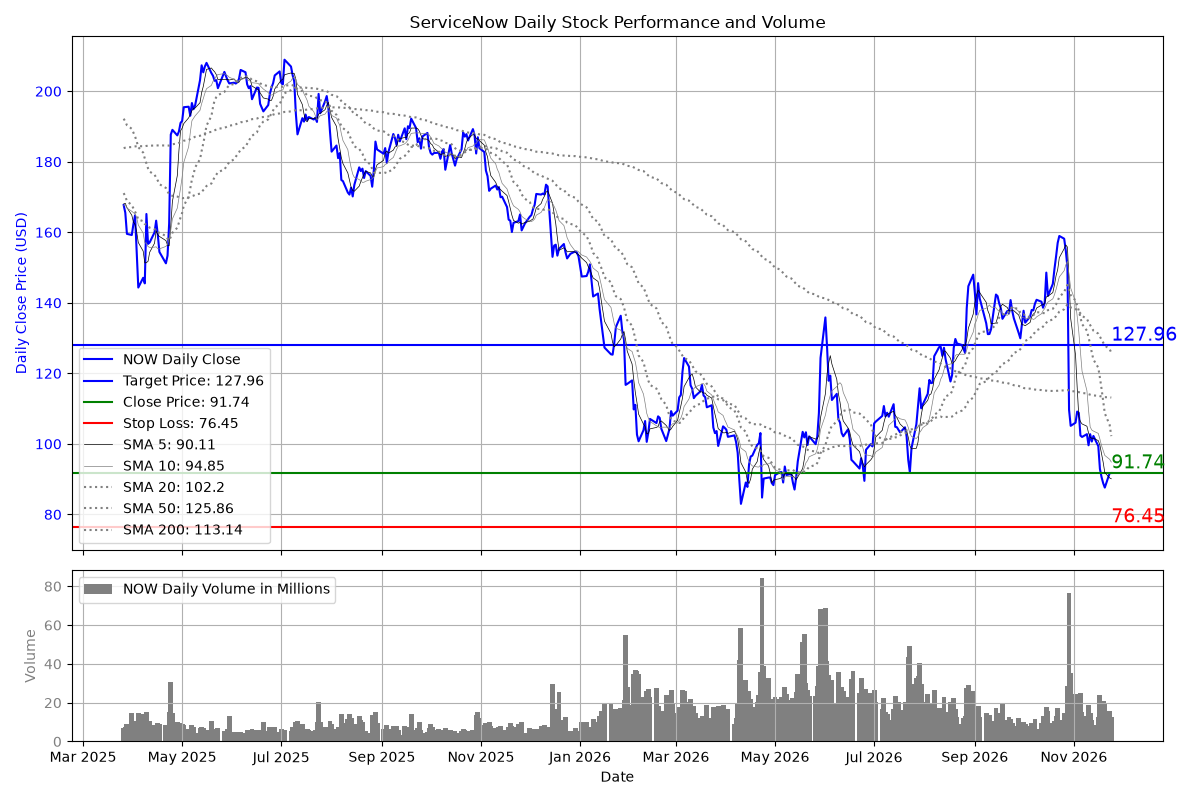 ServiceNow Daily Stock Performance and Volume
Daily Close Price (USD)
200
180
160
140
120
100
80
127.96
91.74
76.45
NOW Daily Close
Target Price: 127.96
Close Price: 91.74
Stop Loss: 76.45
SMA 5: 90.11
SMA 10: 94.85
SMA 20: 102.2
SMA 50: 125.86
SMA 200: 113.14
Volume
80
60
40
20
0
NOW Daily Volume in Millions
Mar 2025 May 2025 Jul 2025 Sep 2025 Nov 2025 Jan 2026 Mar 2026 May 2026 Jul 2026 Sep 2026 Nov 2026
Date